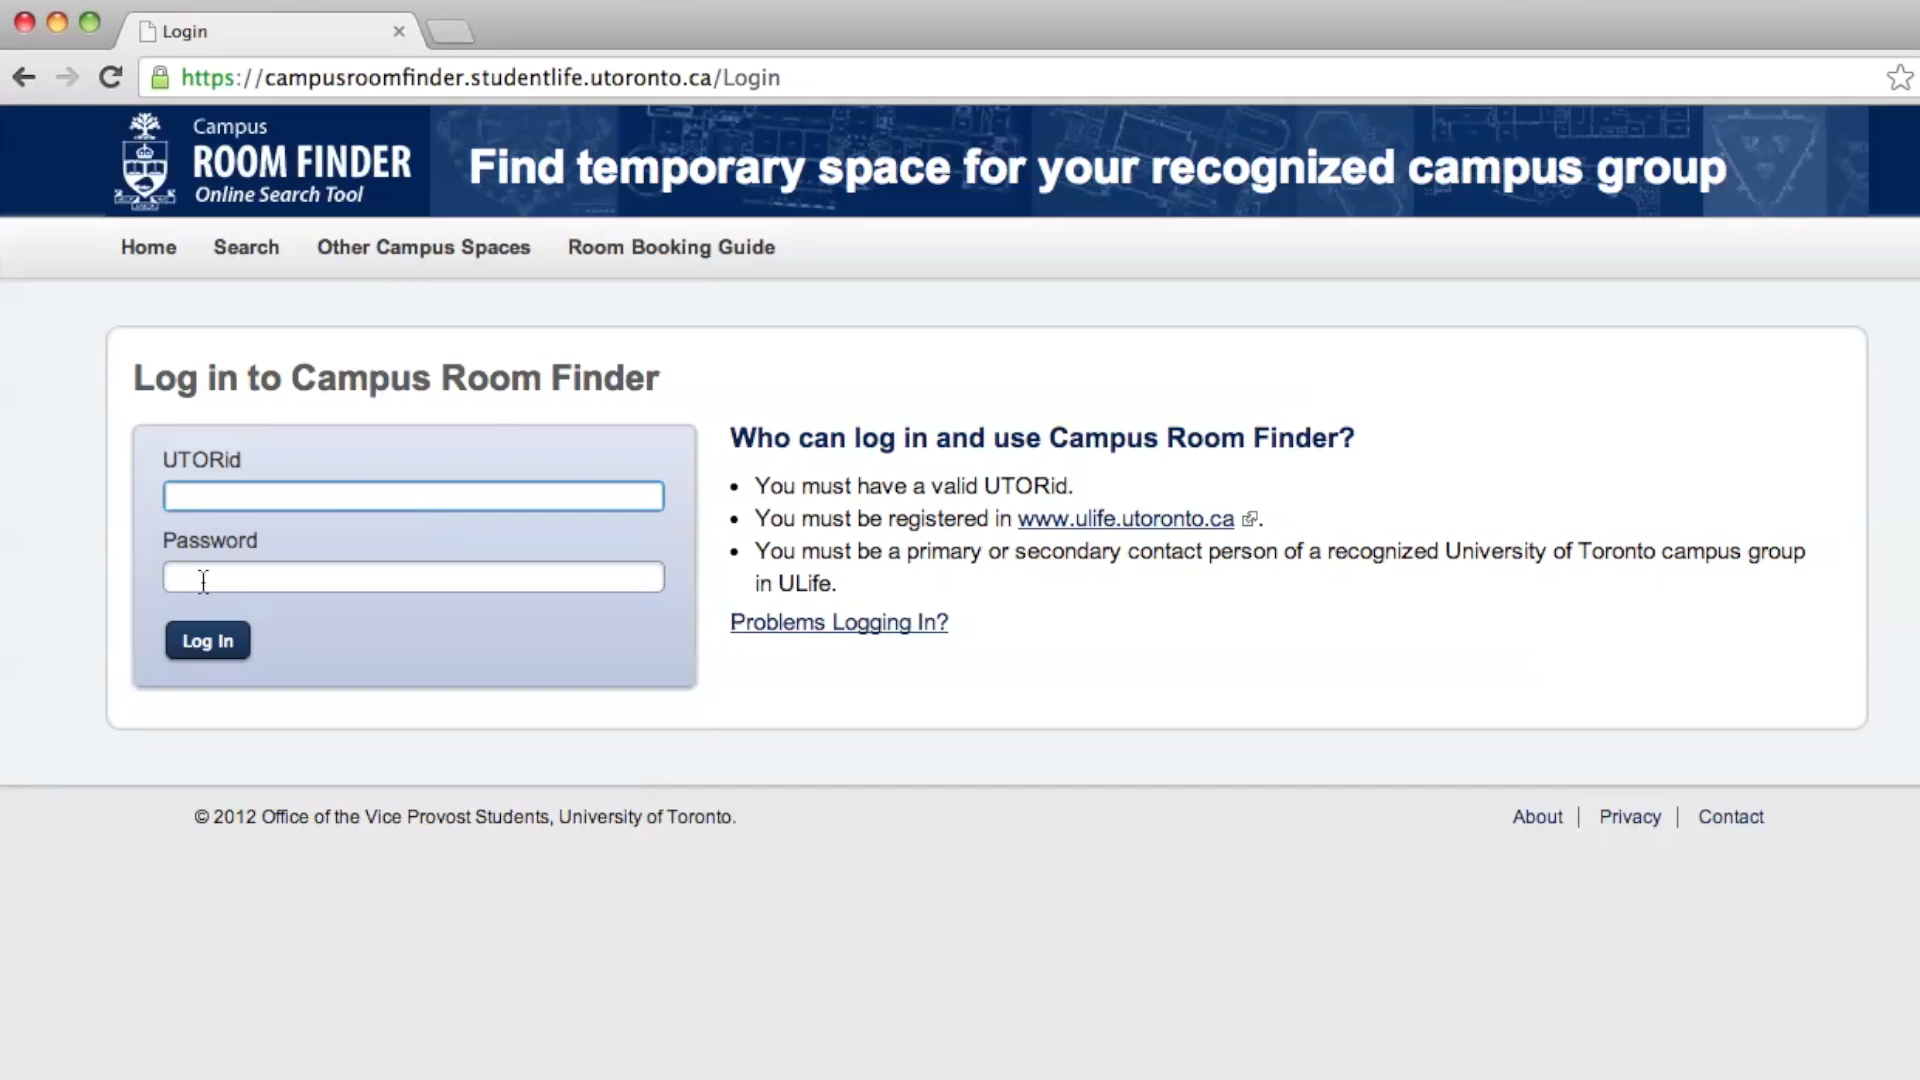 Login
https://campusroomfinder.studentlife.utoronto.ca/Login
Campus
ROOM FINDER
Online Search Tool
Find temporary space for your recognized campus group
Home Search Other Campus Spaces Room Booking Guide
Log in to Campus Room Finder
UTORid
Password
Log In
Who can log in and use Campus Room Finder?
• You must have a valid UTORid.
• You must be registered in www.ulife.utoronto.ca .
• You must be a primary or secondary contact person of a recognized University of Toronto campus group
in ULife.
Problems Logging In?
© 2012 Office of the Vice Provost Students, University of Toronto.
About | Privacy | Contact